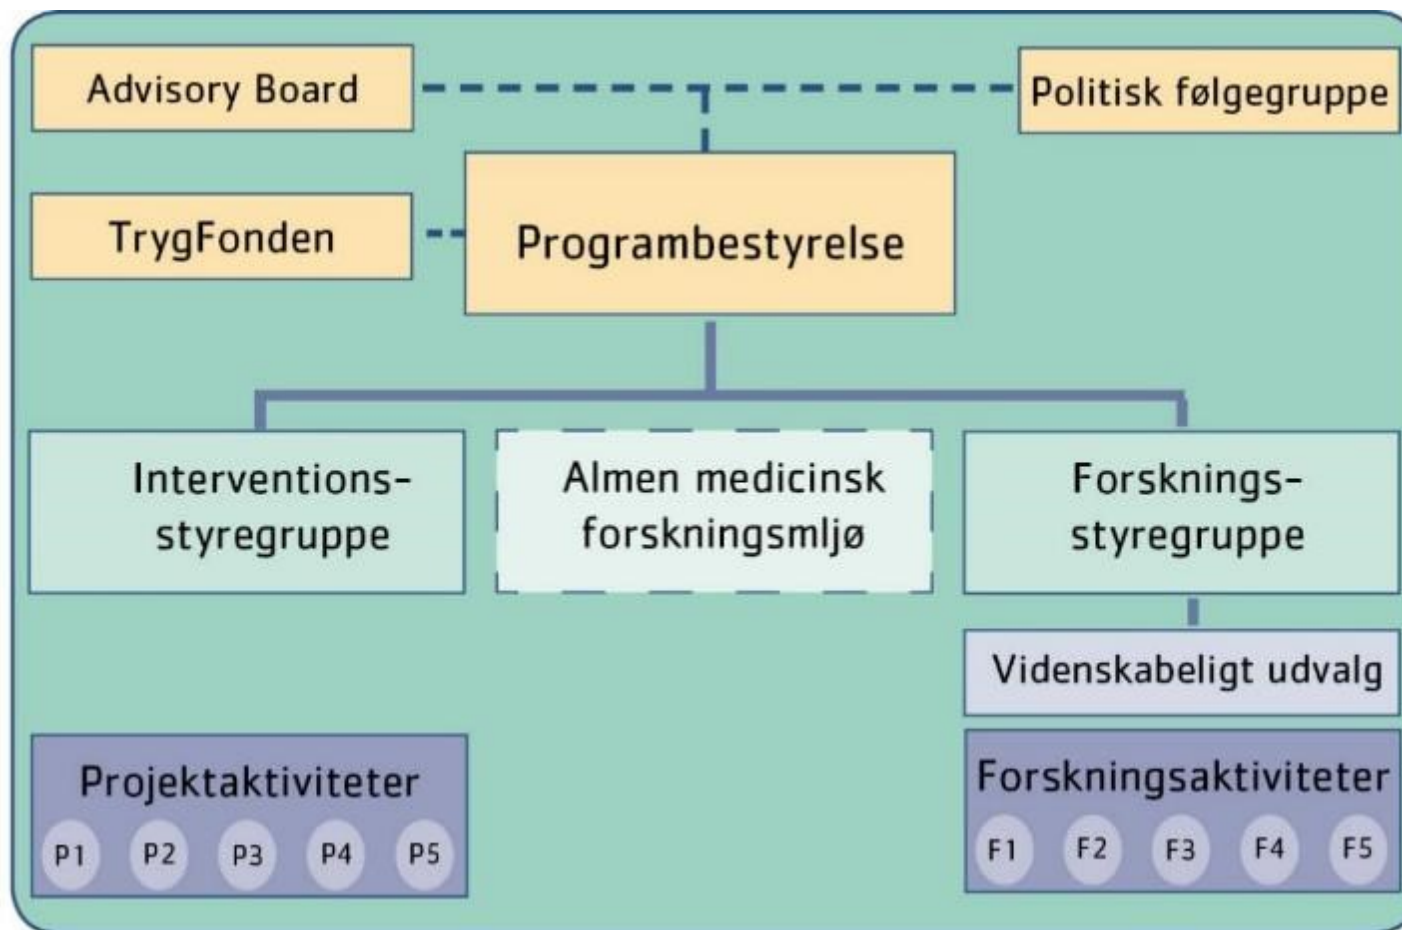 Advisory Board
Politisk følgegruppe
TrygFonden
Programbestyrelse
Interventions-
styregruppe
Almen medicinsk
forskningsmljø
Forsknings-
styregruppe
Videnskabeligt udvalg
Projektaktiviteter
P1 P2 P3 P4 P5
Forskningsaktiviteter
F1 F2 F3 F4 F5